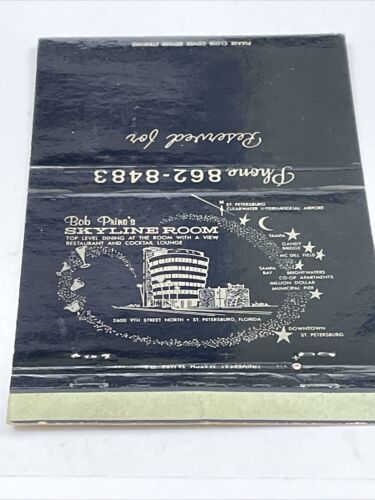 PLEASE CLOSE COVER BEFORE STRIKING
Reserved for
Phone 862-8483
Bob Prine's
SKYLINE ROOM
TOP LEVEL DINING AT THE ROOM WITH A VIEW
RESTAURANT AND COCKTAIL LOUNGE
N
ST. PETERSBURG
CLEARWATER INTERNATIONAL AIRPORT
TAMPA
GANDY
BRIDGE
MC DILL FIELD
TAMPA
BAY
BRIGHTWATERS
CO-OP APARTMENTS
MILLION DOLLAR
MUNICIPAL PIER
DOWNTOWN
ST. PETERSBURG
2600 9TH STREET NORTH • ST. PETERSBURG, FLORIDA
UNIVERSAL MATCH TAMPA